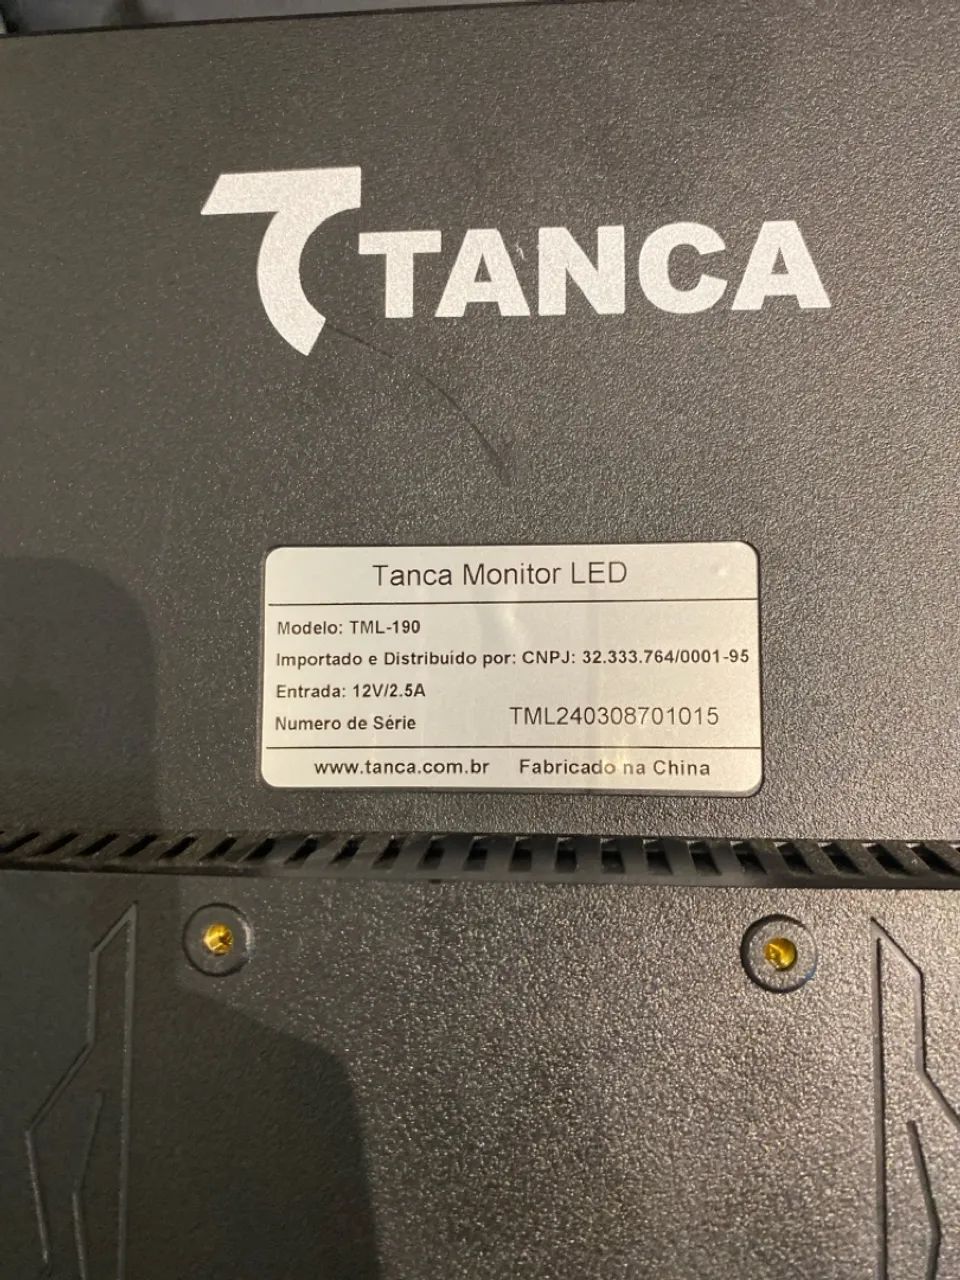 TANCA
Tanca Monitor LED
Modelo: TML-190
Importado e Distribuído por: CNPJ: 32.333.764/0001-95
Entrada: 12V/2.5A
Numero de Série TML240308701015
www.tanca.com.br Fabricado na China